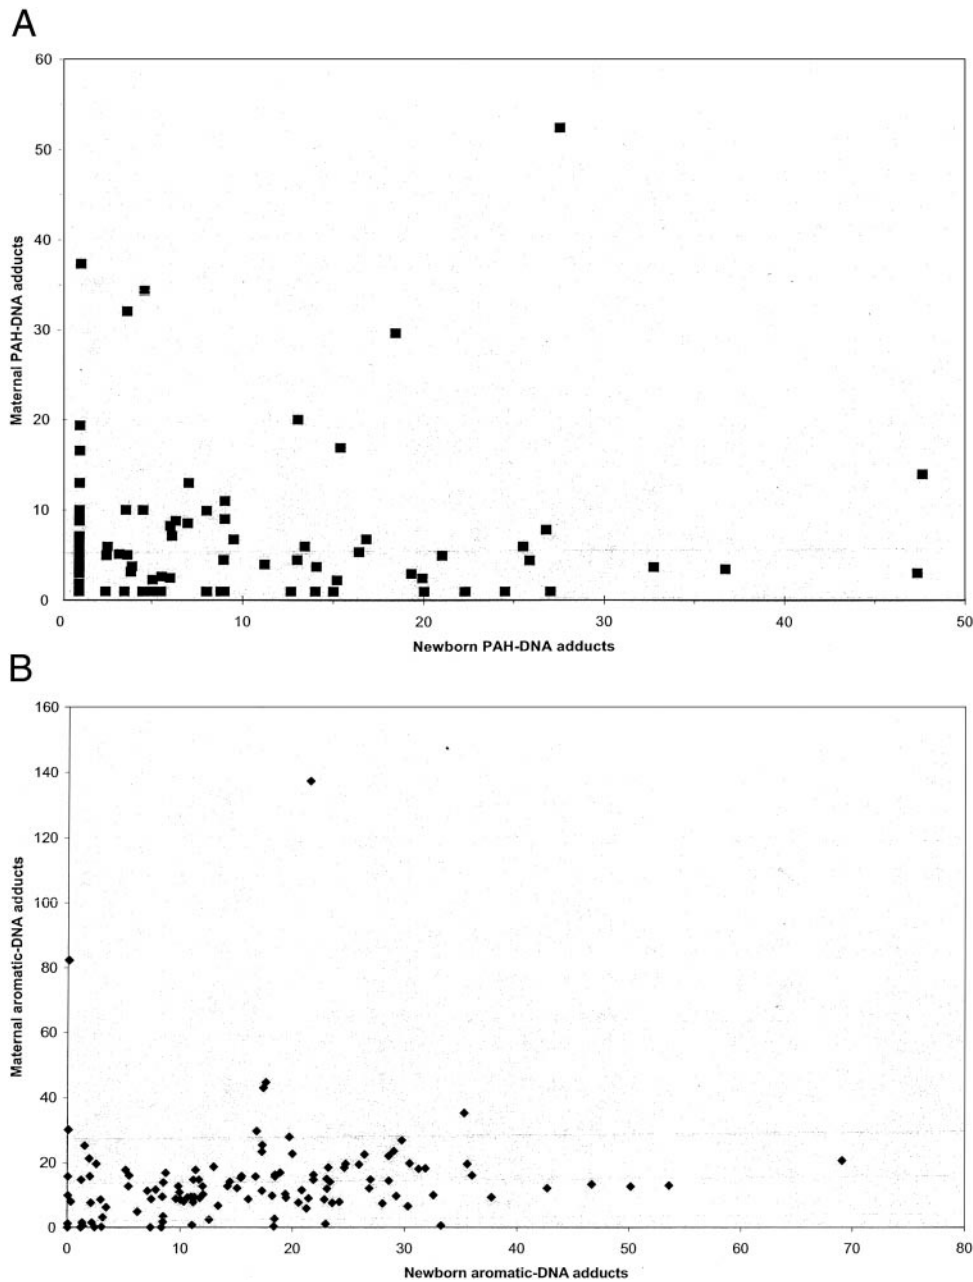 A
60
50
40
30
20
10
0
Maternal PAH-DNA adducts
0 10 20 30 40 50
Newborn PAH-DNA adducts
B
160
140
120
100
80
60
40
20
0
Maternal aromatic-DNA adducts
0 10 20 30 40 50 60 70 80
Newborn aromatic-DNA adducts